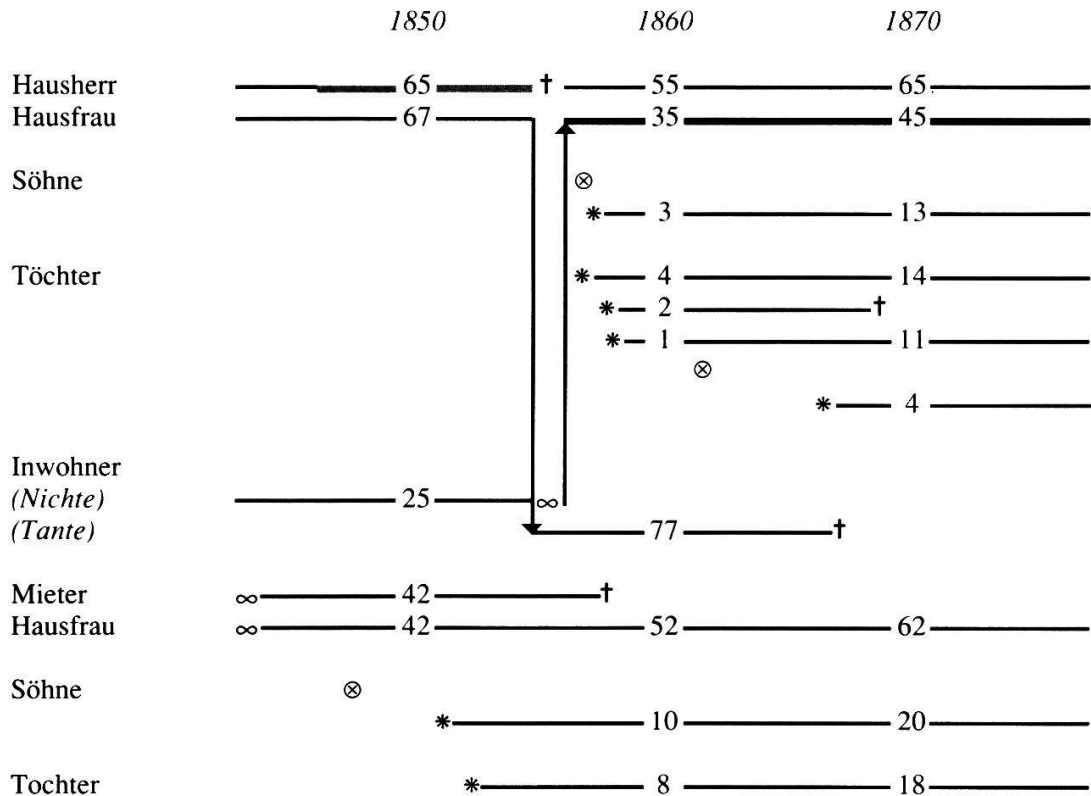 1850 1860 1870
Hausherr 65 † 55 65
Hausfrau 67 35 45
Söhne ⊗
* 3 13
Töchter * 4 14
* 2 †
* 1 11
⊗
* 4
Inwohner
(Nichte) 25 ∞
(Tante) 77 †
Mieter ∞ 42 †
Hausfrau ∞ 42 52 62
Söhne ⊗
* 10 20
Tochter * 8 18